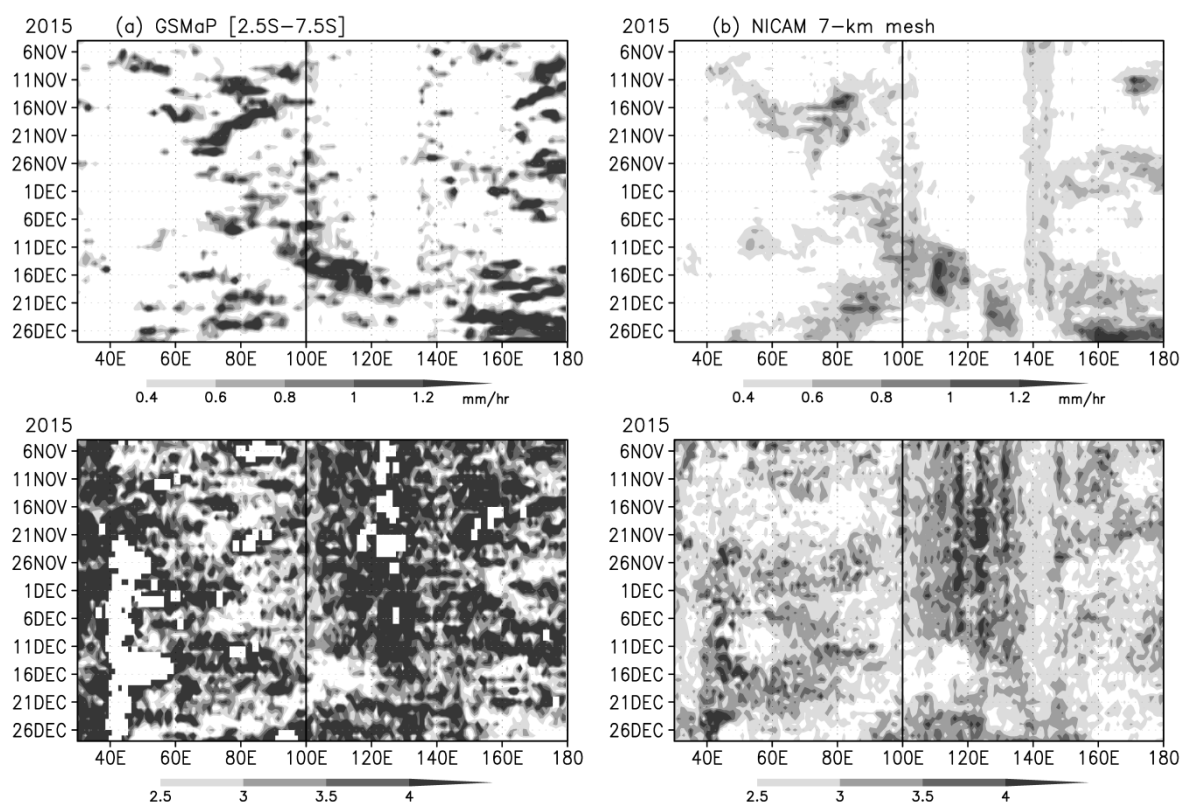 2015 (a) GSMaP [2.5S-7.5S]
6NOV
11NOV
16NOV
21NOV
26NOV
1DEC
6DEC
11DEC
16DEC
21DEC
26DEC
40E 60E 80E 100E 120E 140E 160E 180
0.4 0.6 0.8 1 1.2 mm/hr
2015 (b) NICAM 7-km mesh
6NOV
11NOV
16NOV
21NOV
26NOV
1DEC
6DEC
11DEC
16DEC
21DEC
26DEC
40E 60E 80E 100E 120E 140E 160E 180
0.4 0.6 0.8 1 1.2 mm/hr
2015
6NOV
11NOV
16NOV
21NOV
26NOV
1DEC
6DEC
11DEC
16DEC
21DEC
26DEC
40E 60E 80E 100E 120E 140E 160E 180
2.5 3 3.5 4
2015
6NOV
11NOV
16NOV
21NOV
26NOV
1DEC
6DEC
11DEC
16DEC
21DEC
26DEC
40E 60E 80E 100E 120E 140E 160E 180
2.5 3 3.5 4